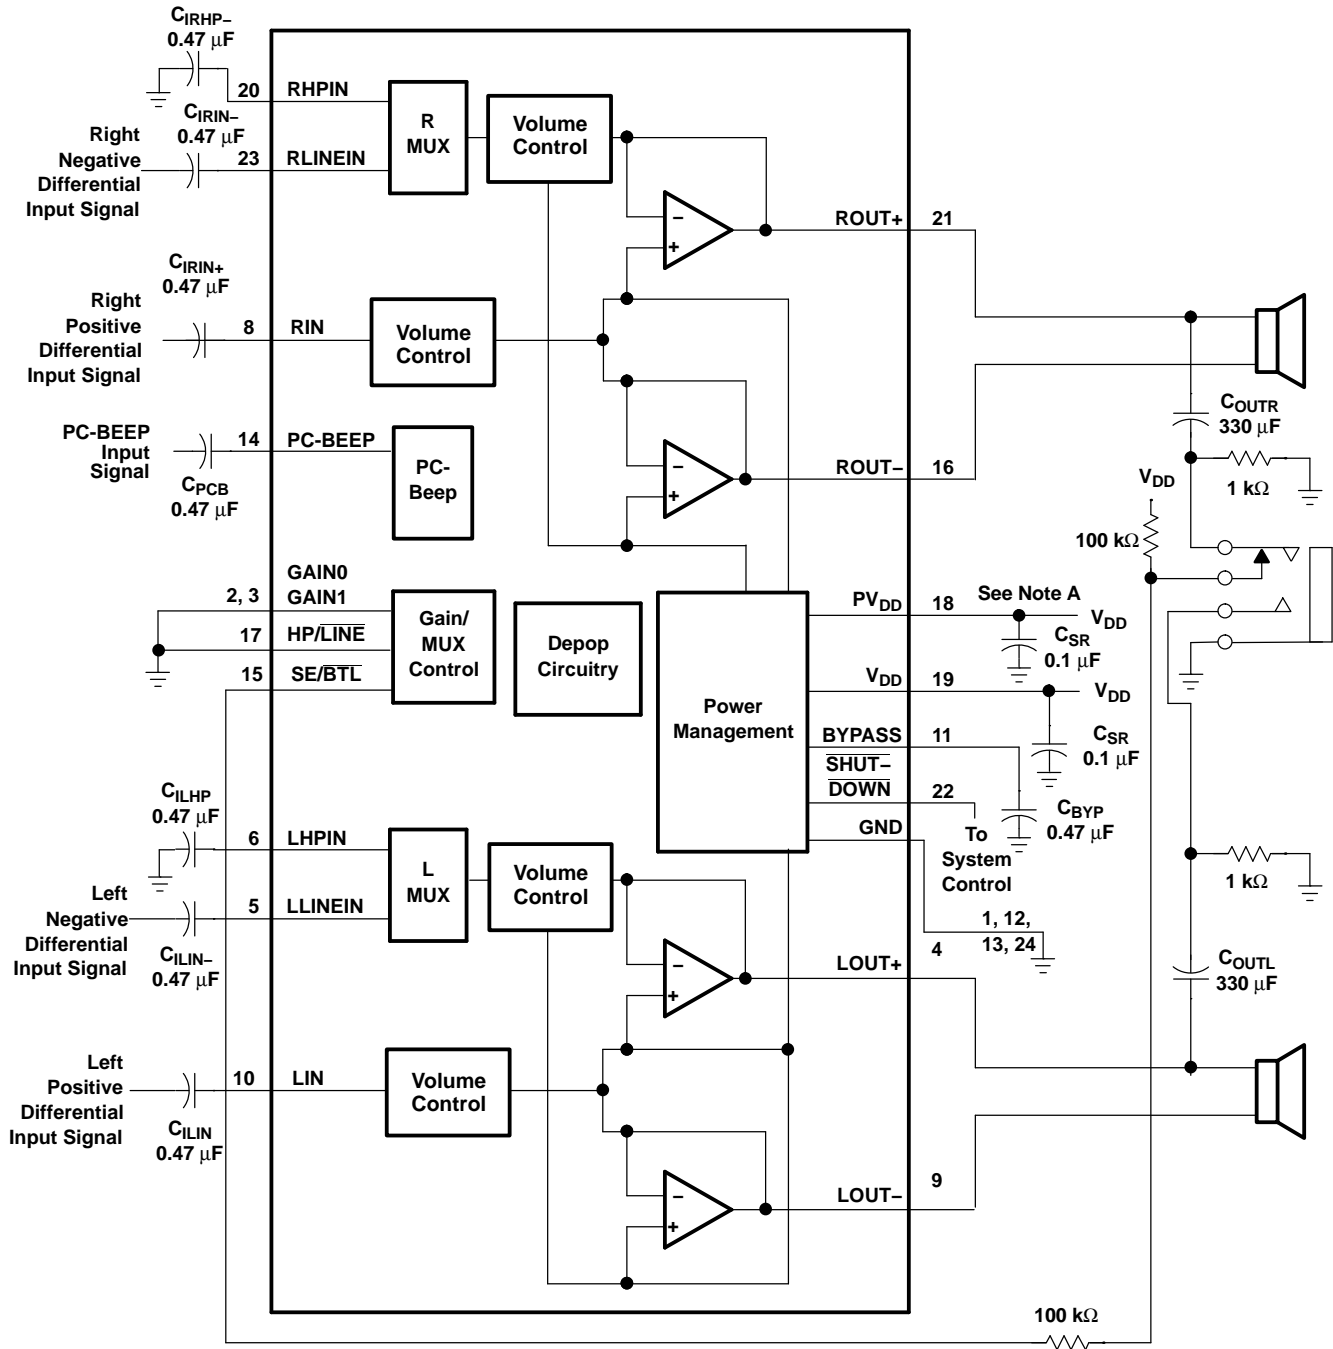 CIRHP–
0.47 µF
20
RHPIN
CIRIN–
0.47 µF
Right
Negative
Differential
Input Signal
23
RLINEIN
R
MUX
Volume
Control
–
+
ROUT+
21
CIRIN+
0.47 µF
Right
Positive
Differential
Input Signal
8
RIN
Volume
Control
PC-BEEP
Input
Signal
14
PC-BEEP
CPCB
0.47 µF
PC-
Beep
–
+
ROUT–
16
COUTR
330 µF
1 kΩ
VDD
100 kΩ
GAIN0
2, 3
GAIN1
17
HP/LINE
15
SE/BTL
Gain/
MUX
Control
Depop
Circuitry
Power
Management
PVDD
18
See Note A
VDD
CSR
0.1 µF
VDD
19
VDD
CSR
0.1 µF
BYPASS
11
SHUT–
DOWN
22
CBYP
0.47 µF
GND
To
System
Control
1, 12,
13, 24
CILHP
0.47 µF
6
LHPIN
Left
Negative
Differential
Input Signal
5
LLINEIN
CILIN–
0.47 µF
L
MUX
Volume
Control
–
+
LOUT+
4
1 kΩ
COUTL
330 µF
Left
Positive
Differential
Input Signal
10
LIN
CILIN
0.47 µF
Volume
Control
–
+
LOUT–
9
100 kΩ